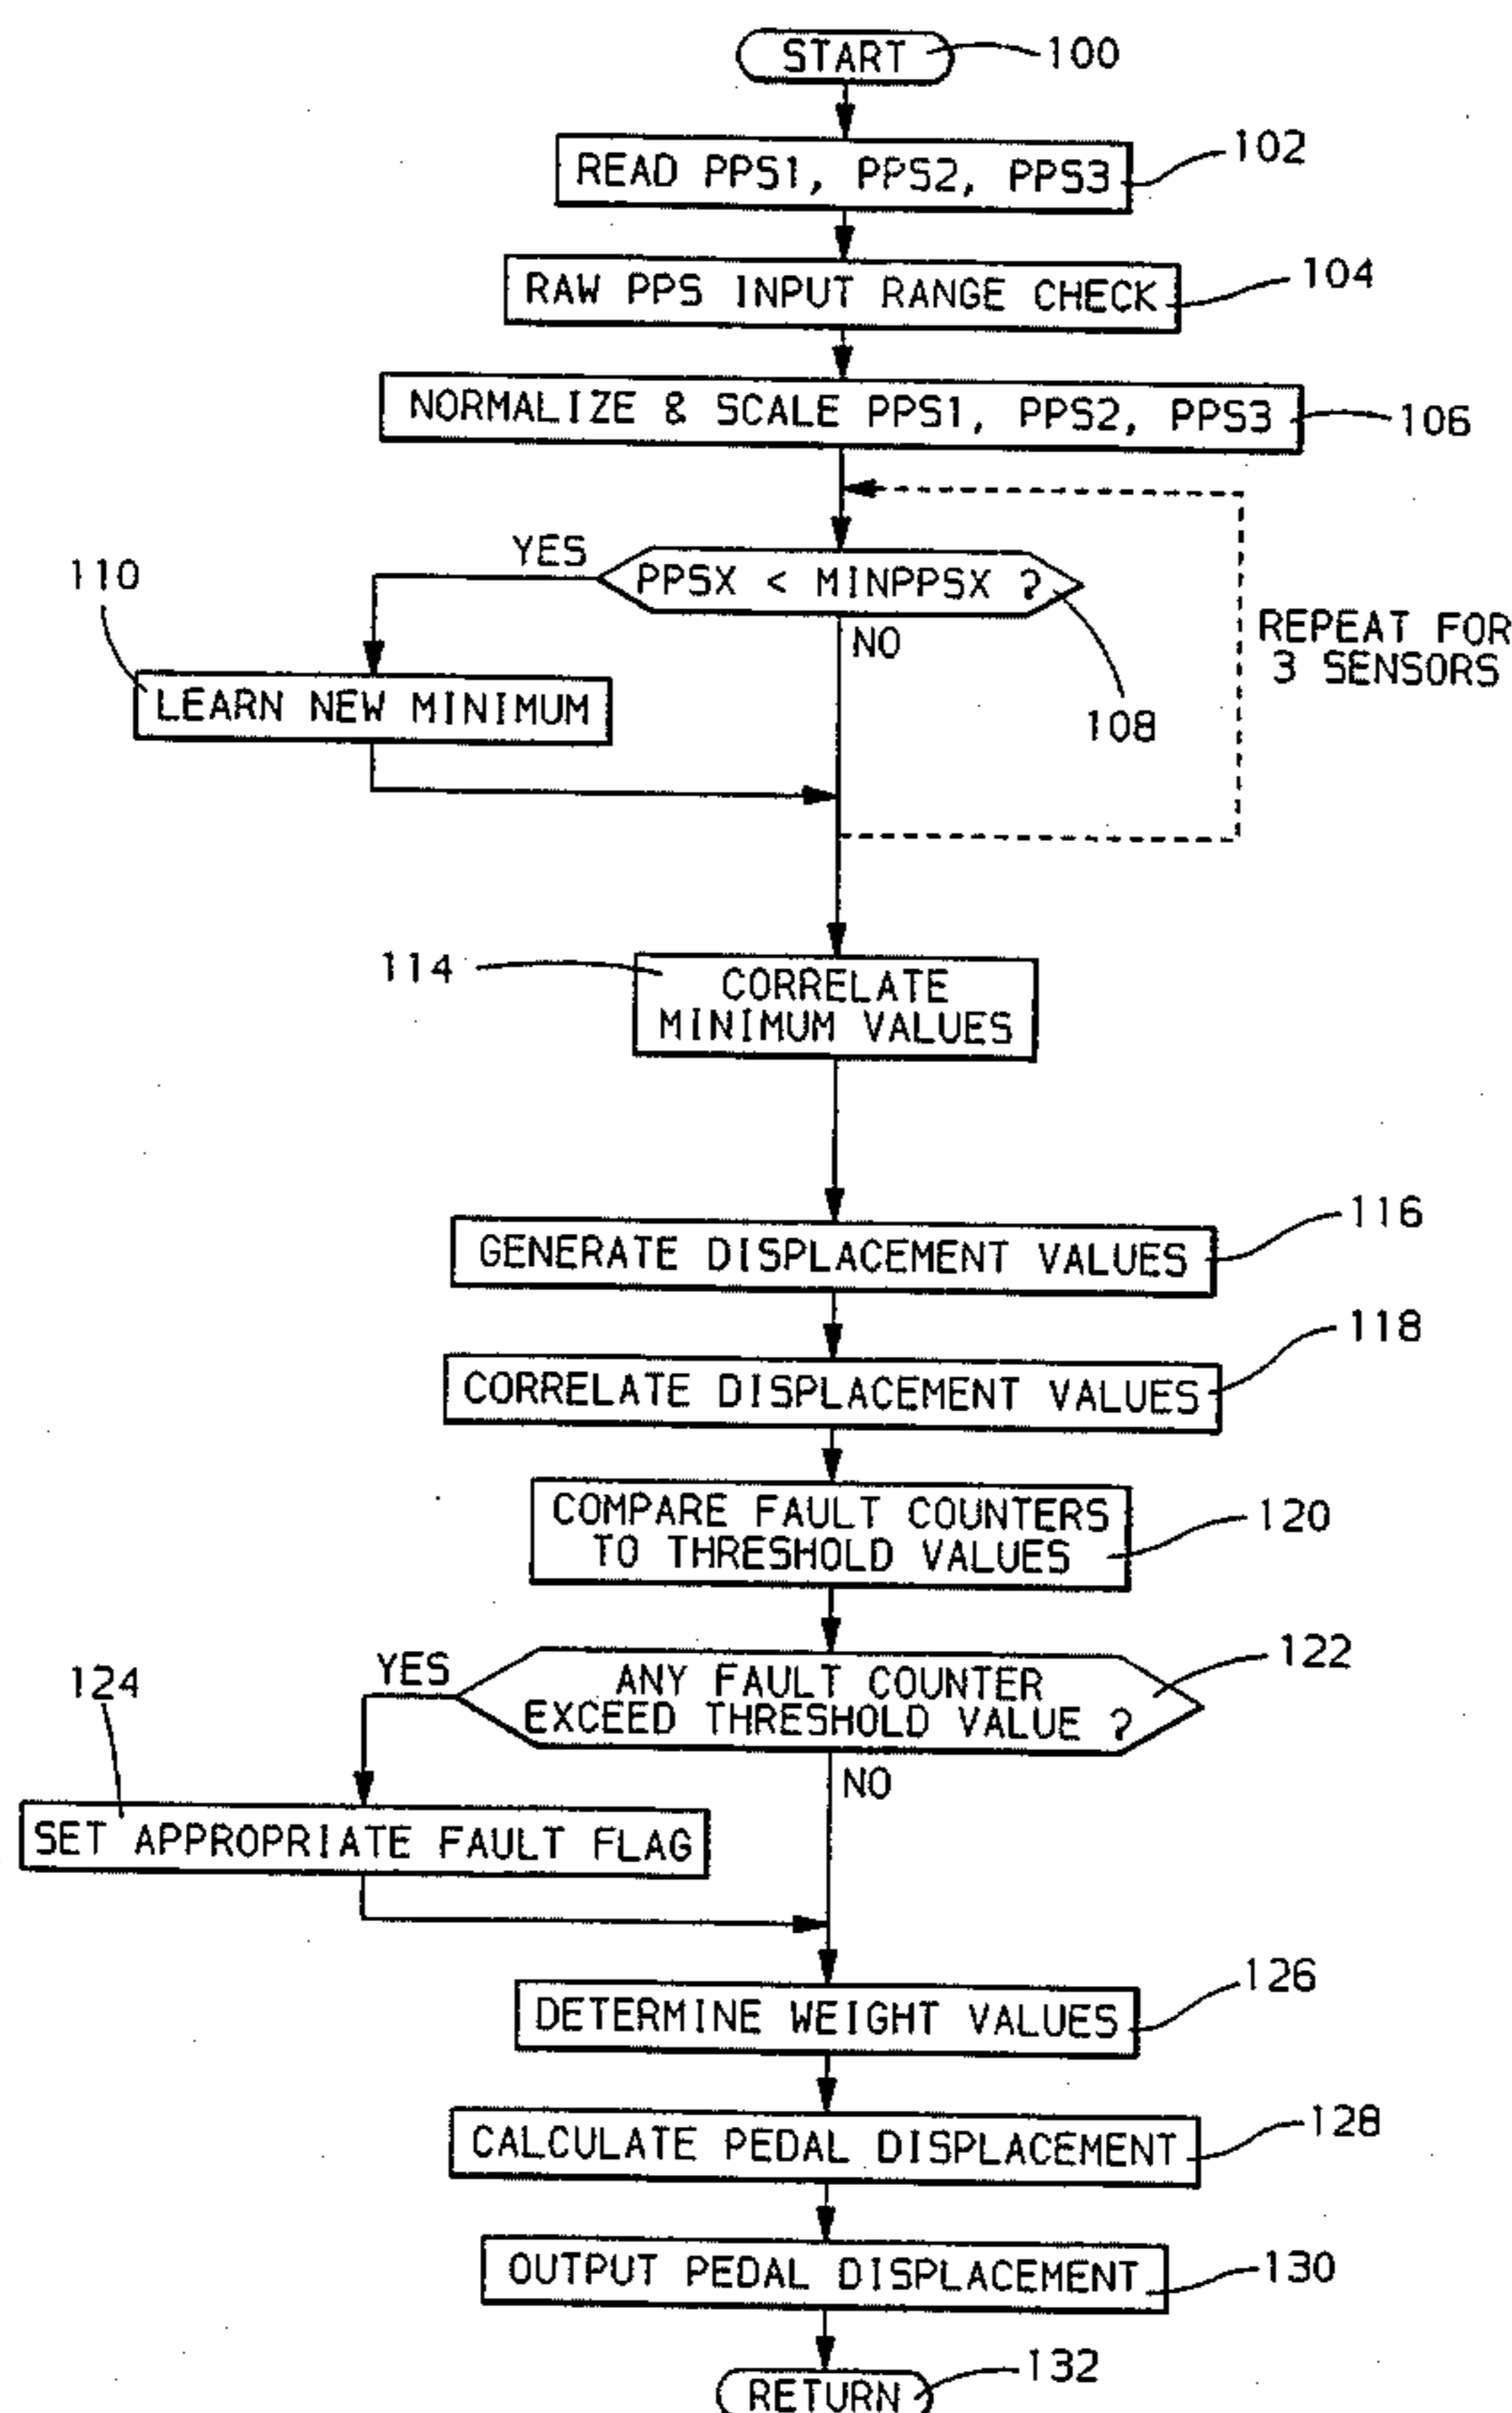 START
100
READ PPS1, PPS2, PPS3
102
RAW PPS INPUT RANGE CHECK
104
NORMALIZE & SCALE PPS1, PPS2, PPS3
106
YES
PPSX < MINPPSX ?
110
NO
REPEAT FOR
3 SENSORS
LEARN NEW MINIMUM
108
114
CORRELATE
MINIMUM VALUES
116
GENERATE DISPLACEMENT VALUES
118
CORRELATE DISPLACEMENT VALUES
COMPARE FAULT COUNTERS
TO THRESHOLD VALUES
120
YES
ANY FAULT COUNTER
EXCEED THRESHOLD VALUE ?
122
124
NO
SET APPROPRIATE FAULT FLAG
126
DETERMINE WEIGHT VALUES
128
CALCULATE PEDAL DISPLACEMENT
OUTPUT PEDAL DISPLACEMENT
130
132
RETURN